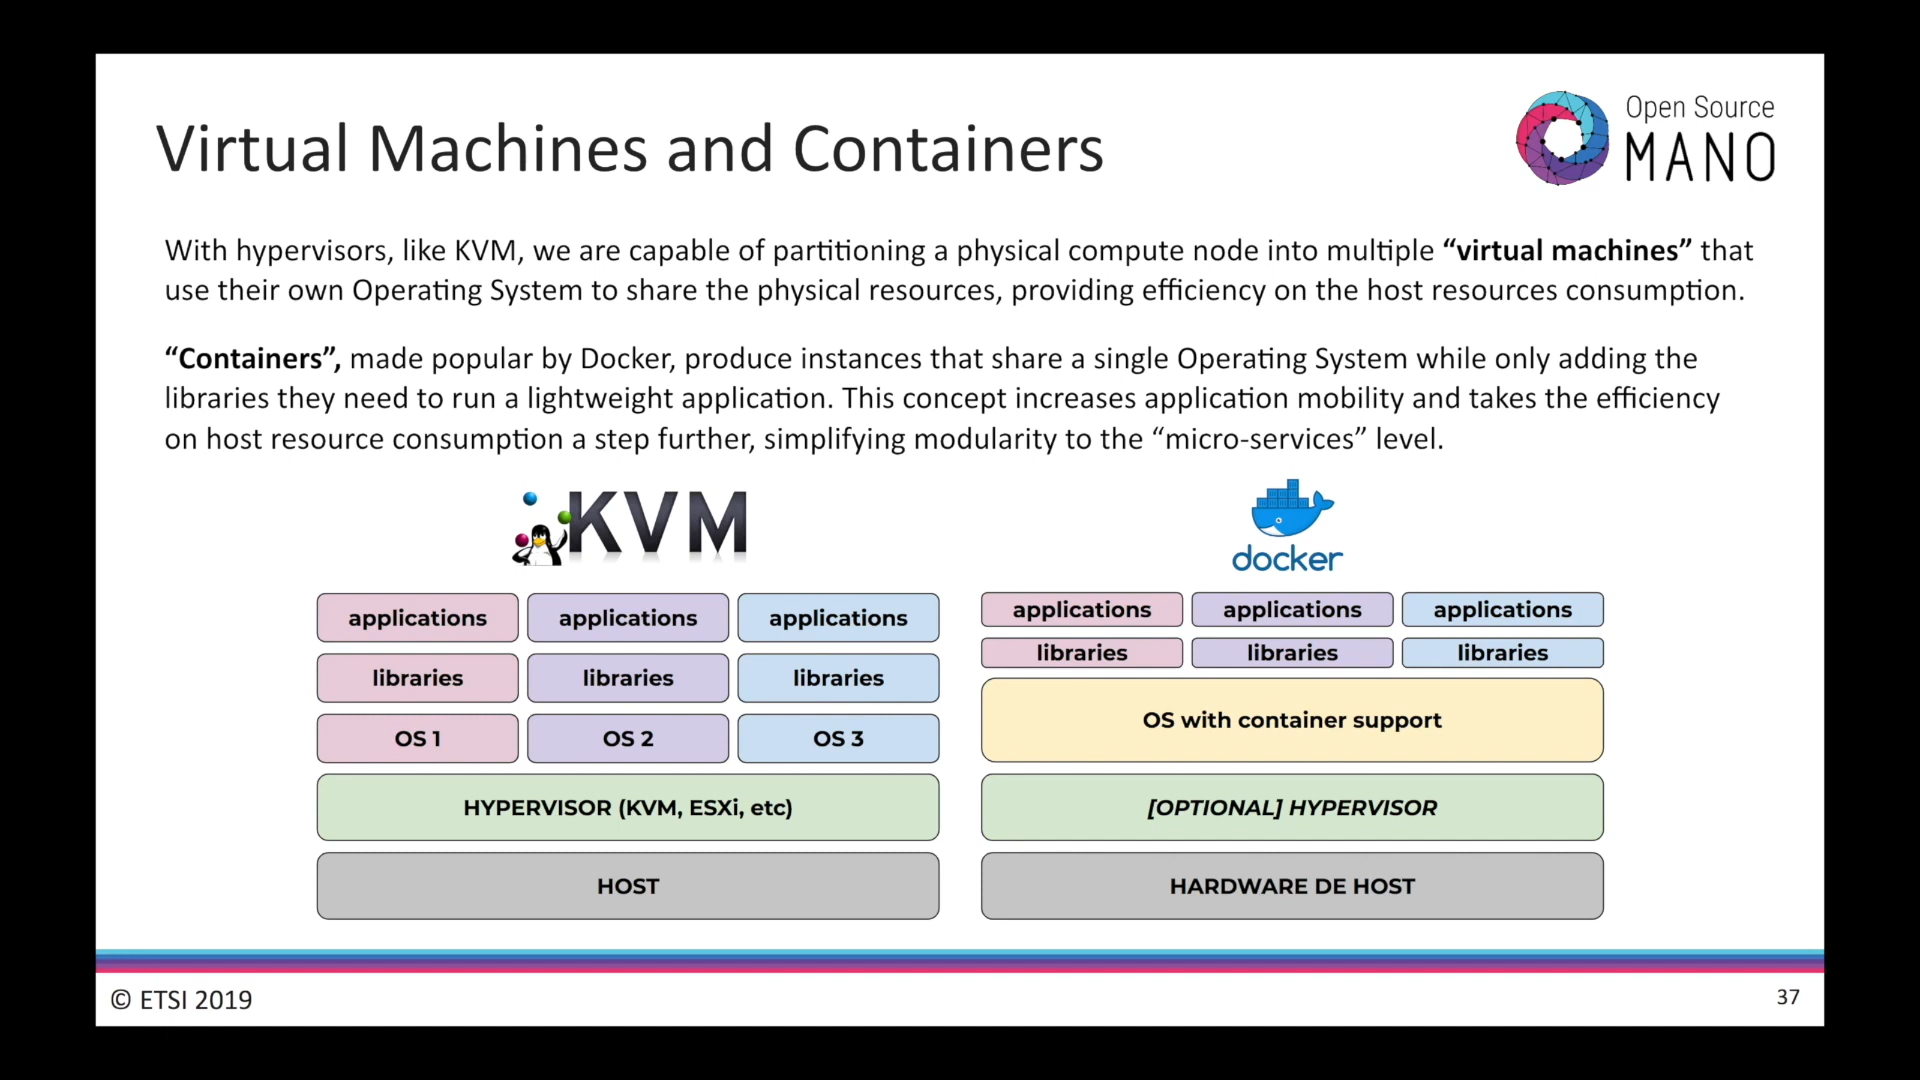 Virtual Machines and Containers
Open Source
MANO
With hypervisors, like KVM, we are capable of partitioning a physical compute node into multiple “virtual machines” that
use their own Operating System to share the physical resources, providing efficiency on the host resources consumption.
“Containers”, made popular by Docker, produce instances that share a single Operating System while only adding the
libraries they need to run a lightweight application. This concept increases application mobility and takes the efficiency
on host resource consumption a step further, simplifying modularity to the “micro-services” level.
KVM
applications applications applications
libraries libraries libraries
OS 1 OS 2 OS 3
HYPERVISOR (KVM, ESXi, etc)
HOST
docker
applications applications applications
libraries libraries libraries
OS with container support
[OPTIONAL] HYPERVISOR
HARDWARE DE HOST
© ETSI 2019
37